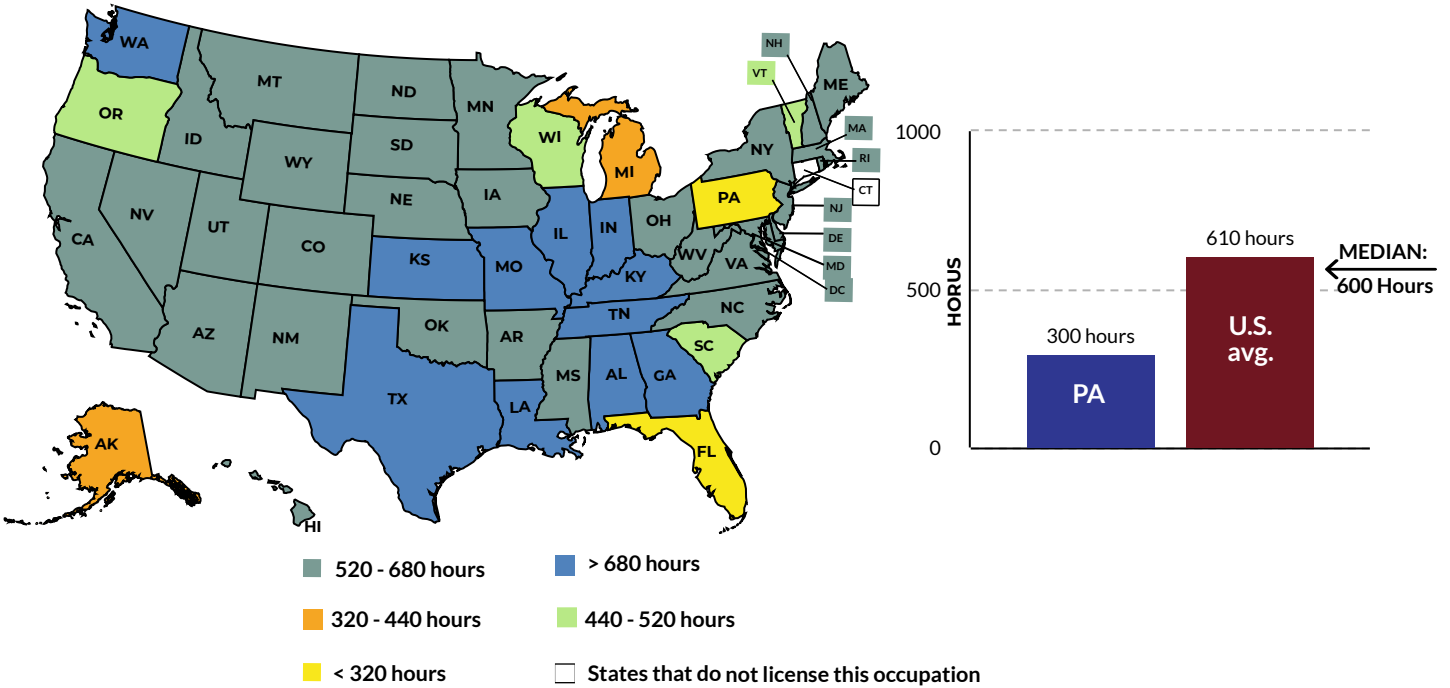 WA
OR
CA
NV
ID
MT
WY
UT
CO
AZ
NM
ND
SD
NE
KS
OK
TX
MN
IA
MO
AR
LA
WI
IL
MI
IN
OH
KY
TN
MS
AL
GA
FL
SC
NC
VA
WV
PA
NY
ME
NH
VT
MA
RI
CT
NJ
DE
MD
DC
AK
HI
520 - 680 hours
> 680 hours
320 - 440 hours
440 - 520 hours
< 320 hours
States that do not license this occupation
1000
500
0
HORUS
300 hours
PA
610 hours
U.S.
avg.
MEDIAN:
600 Hours